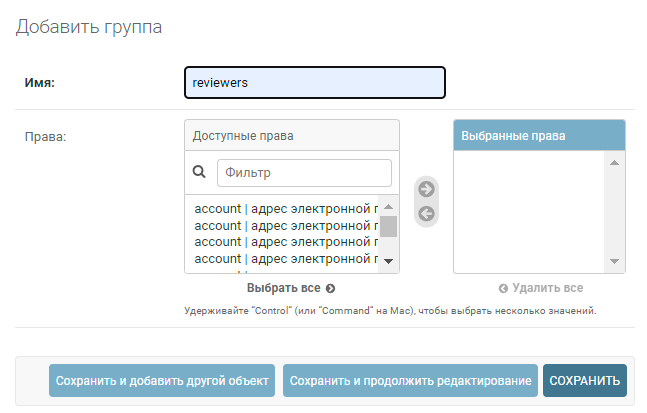 Добавить группа
Имя:
reviewers
Права:
Доступные права
Выбранные права
Фильтр
account | адрес электронной
account | адрес электронной
account | адрес электронной
account | адрес электронной
Выбрать все
Удалить все
Удерживайте "Control" (или "Command" на Mac), чтобы выбрать несколько значений.
Сохранить и добавить другой объект
Сохранить и продолжить редактирование
СОХРАНИТЬ